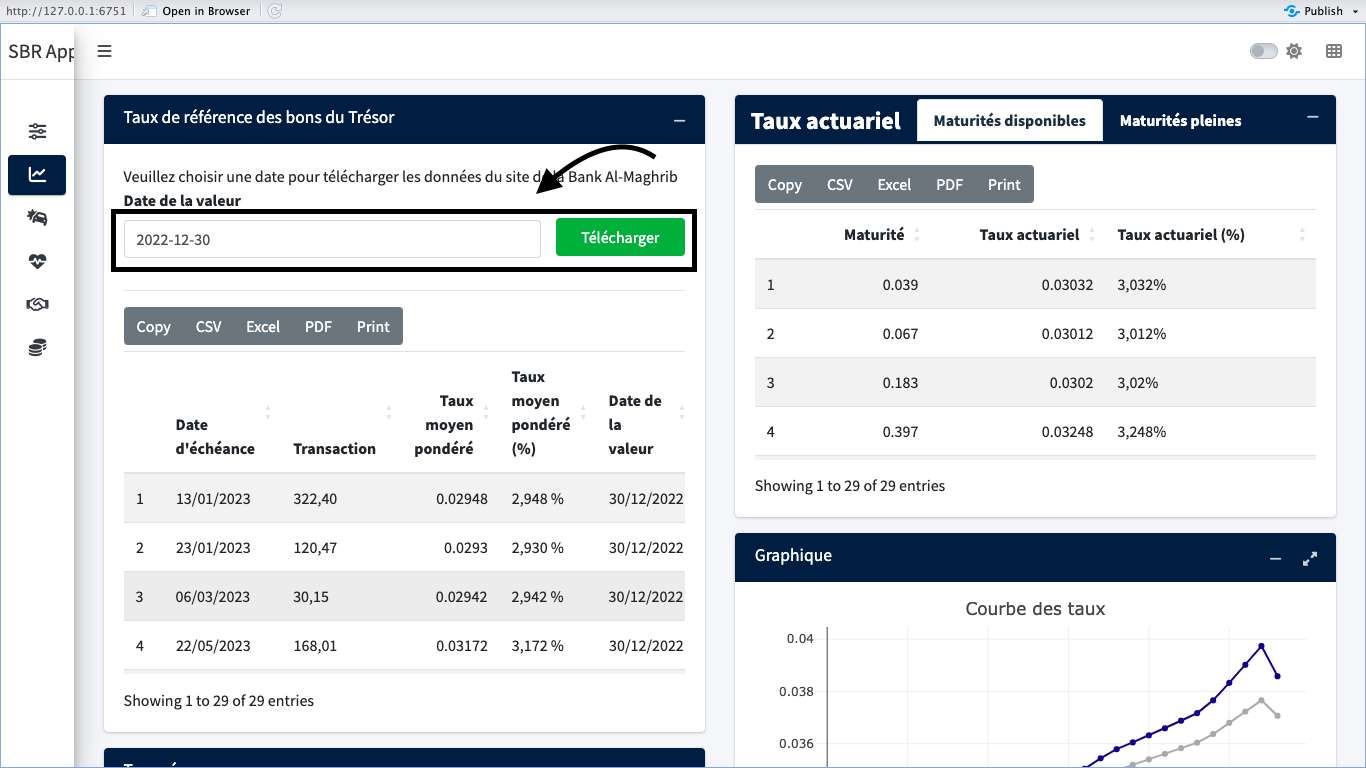 http://127.0.0.1:6751
Open in Browser
Publish
SBR App
Taux de référence des bons du Trésor
Veuillez choisir une date pour télécharger les données du site de la Bank Al-Maghrib
Date de la valeur
2022-12-30
Télécharger
Copy CSV Excel PDF Print
Date d'échéance
Transaction
Taux moyen pondéré
Taux moyen pondéré (%)
Date de la valeur
1 13/01/2023 322,40 0.02948 2,948 % 30/12/2022
2 23/01/2023 120,47 0.0293 2,930 % 30/12/2022
3 06/03/2023 30,15 0.02942 2,942 % 30/12/2022
4 22/05/2023 168,01 0.03172 3,172 % 30/12/2022
Showing 1 to 29 of 29 entries
Taux actuariel
Maturités disponibles
Maturités pleines
Copy CSV Excel PDF Print
Maturité Taux actuariel Taux actuariel (%)
1 0.039 0.03032 3,032%
2 0.067 0.03012 3,012%
3 0.183 0.0302 3,02%
4 0.397 0.03248 3,248%
Showing 1 to 29 of 29 entries
Graphique
Courbe des taux
0.04
0.038
0.036